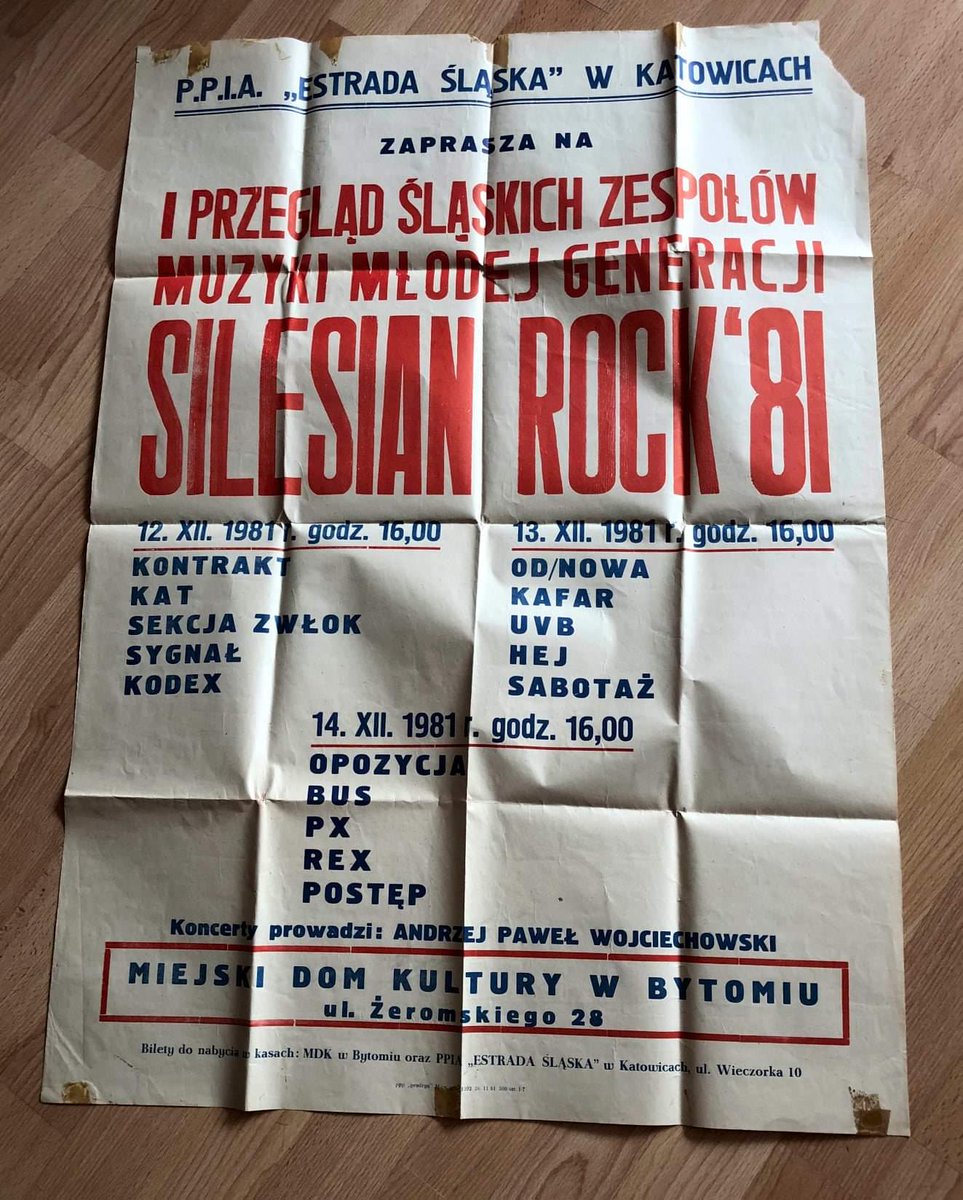 P.P.I.A. „ESTRADA ŚLĄSKA” W KATOWICACH
ZAPRASZA NA
I PRZEGLĄD ŚLĄSKICH ZESPOŁÓW
MUZYKI MŁODEJ GENERACJI
SILESIAN ROCK‘81
12. XII. 1981 r. godz. 16,00
KONTRAKT
KAT
SEKCJA ZWŁOK
SYGNAŁ
KODEX
13. XII. 1981 r. godz. 16,00
OD/NOWA
KAFAR
UVB
HEJ
SABOTAŻ
14. XII. 1981 r. godz. 16,00
OPOZYCJA
BUS
PX
REX
POSTĘP
Koncerty prowadzi: ANDRZEJ PAWEŁ WOJCIECHOWSKI
MIEJSKI DOM KULTURY W BYTOMIU
ul. Żeromskiego 28
Bilety do nabycia w kasach: MDK w Bytomiu oraz PPIA „ESTRADA ŚLĄSKA” w Katowicach, ul. Wieczorka 10